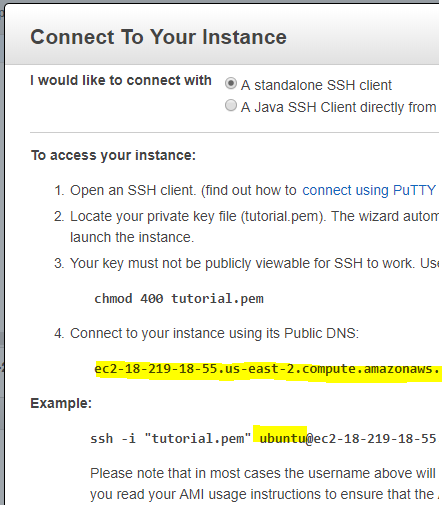 Connect To Your Instance
I would like to connect with
A standalone SSH client
A Java SSH Client directly from
To access your instance:
1. Open an SSH client. (find out how to connect using PuTTY
2. Locate your private key file (tutorial.pem). The wizard autom
launch the instance.
3. Your key must not be publicly viewable for SSH to work. Use
chmod 400 tutorial.pem
4. Connect to your instance using its Public DNS:
ec2-18-219-18-55.us-east-2.compute.amazonaws.
Example:
ssh -i "tutorial.pem" ubuntu@ec2-18-219-18-55
Please note that in most cases the username above will
you read your AMI usage instructions to ensure that the